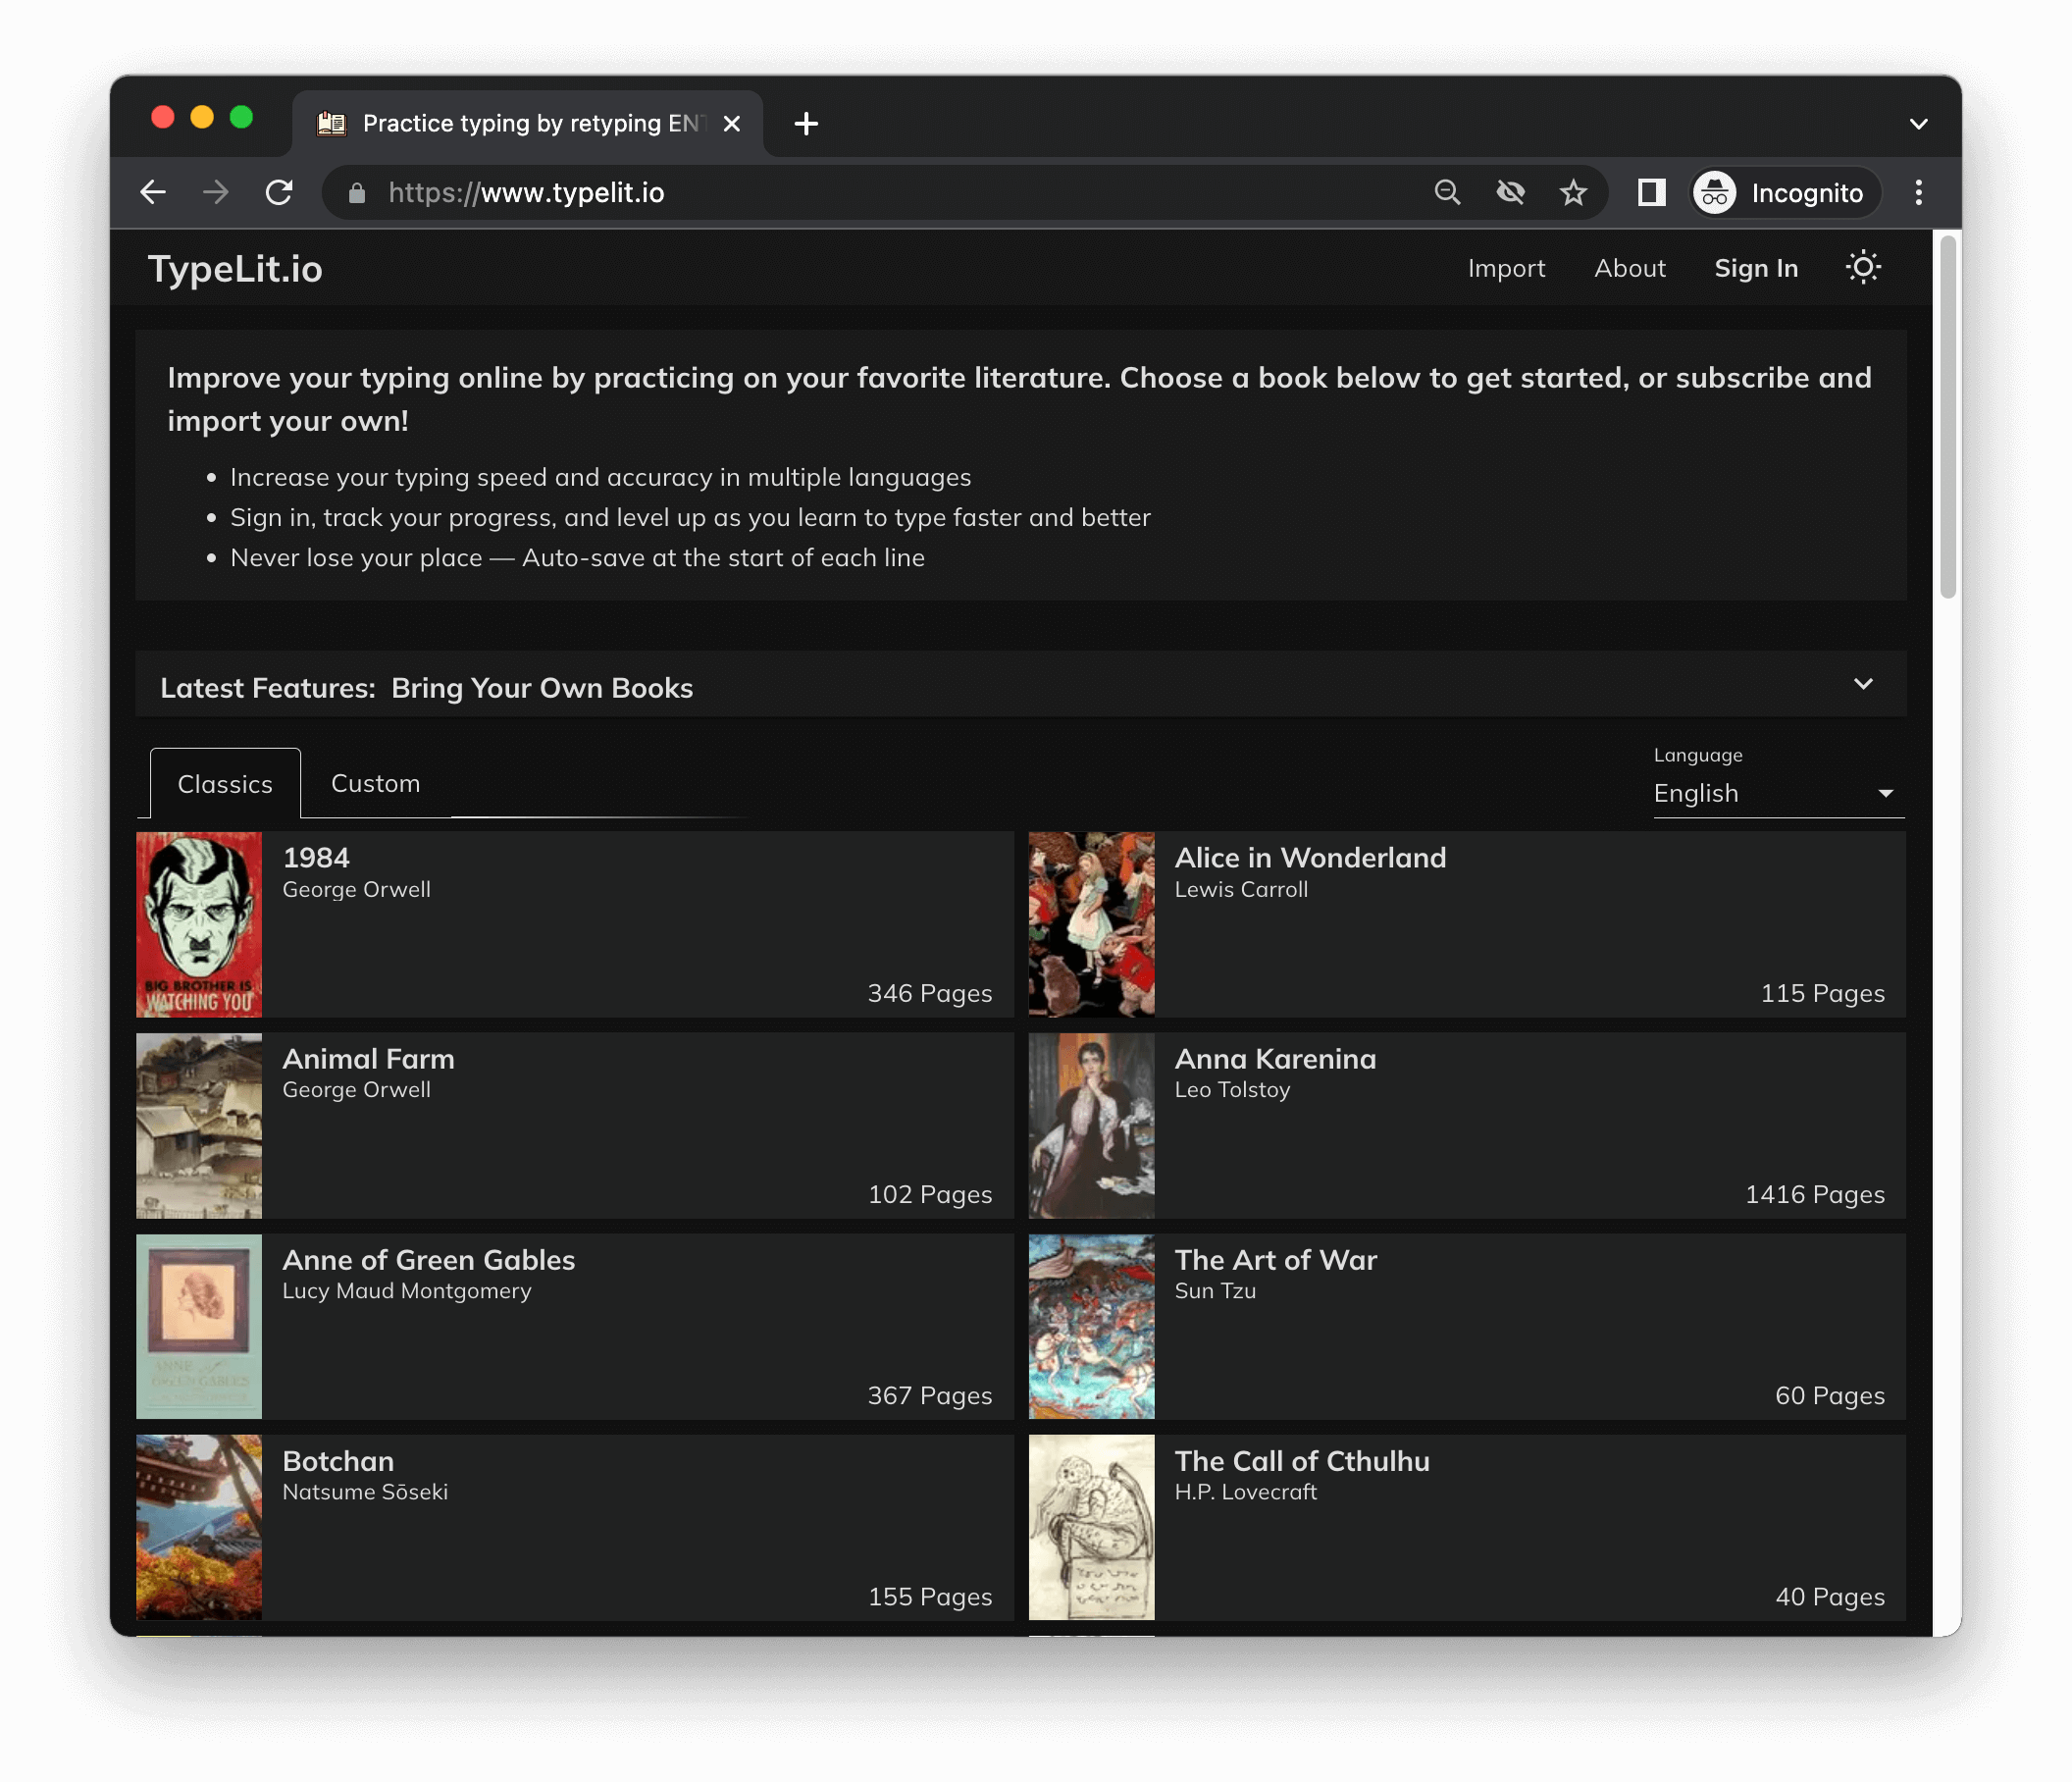 Practice typing by retyping EN
https://www.typelit.io
Incognito
TypeLit.io
Import
About
Sign In
Improve your typing online by practicing on your favorite literature. Choose a book below to get started, or subscribe and
import your own!
• Increase your typing speed and accuracy in multiple languages
• Sign in, track your progress, and level up as you learn to type faster and better
• Never lose your place — Auto-save at the start of each line
Latest Features: Bring Your Own Books
Classics
Custom
Language
English
BIG BROTHER IS
WATCHING YOU
1984
George Orwell
346 Pages
Alice in Wonderland
Lewis Carroll
115 Pages
Animal Farm
George Orwell
102 Pages
Anna Karenina
Leo Tolstoy
1416 Pages
ANNE of
GREEN GABLES
Anne of Green Gables
Lucy Maud Montgomery
367 Pages
The Art of War
Sun Tzu
60 Pages
Botchan
Natsume Sōseki
155 Pages
The Call of Cthulhu
H.P. Lovecraft
40 Pages